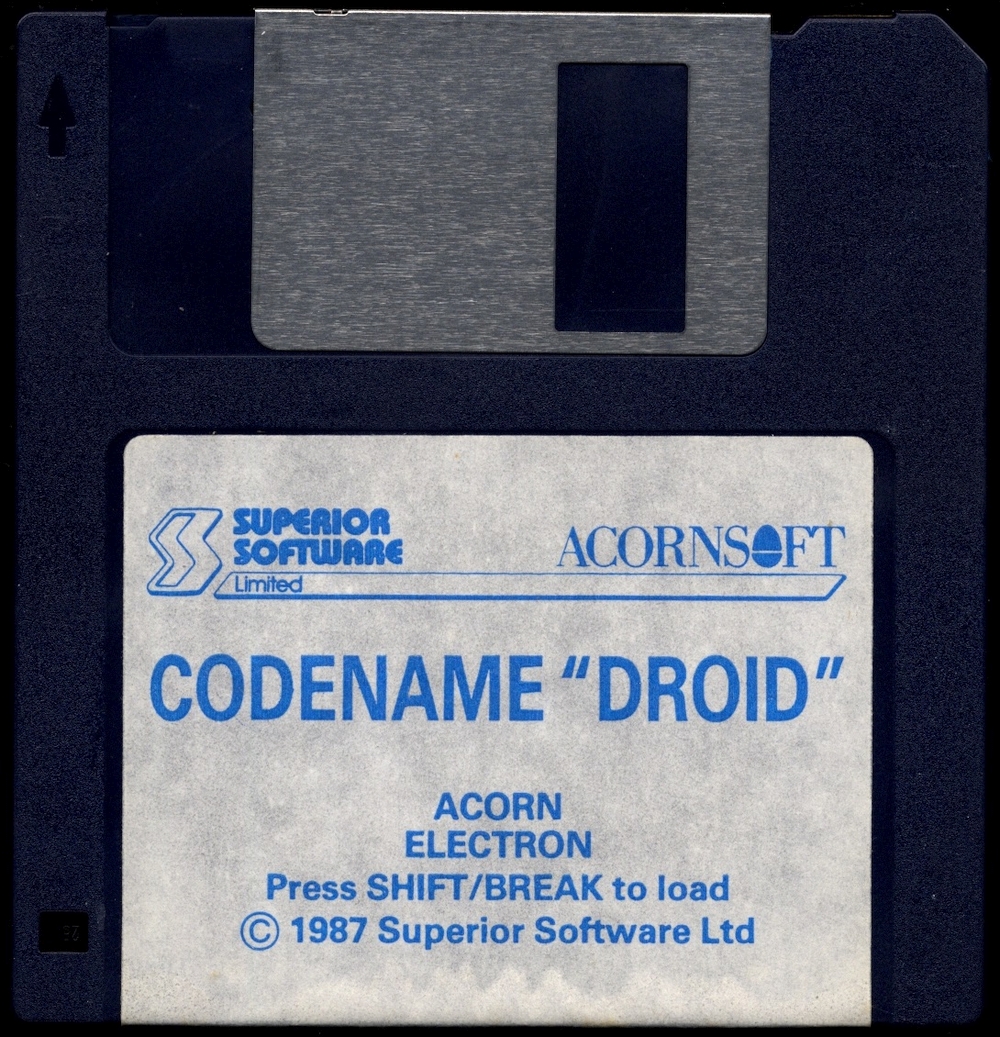 SUPERIOR
SOFTWARE
Limited
ACORNSOFT
CODENAME “DROID”
ACORN
ELECTRON
Press SHIFT/BREAK to load
© 1987 Superior Software Ltd